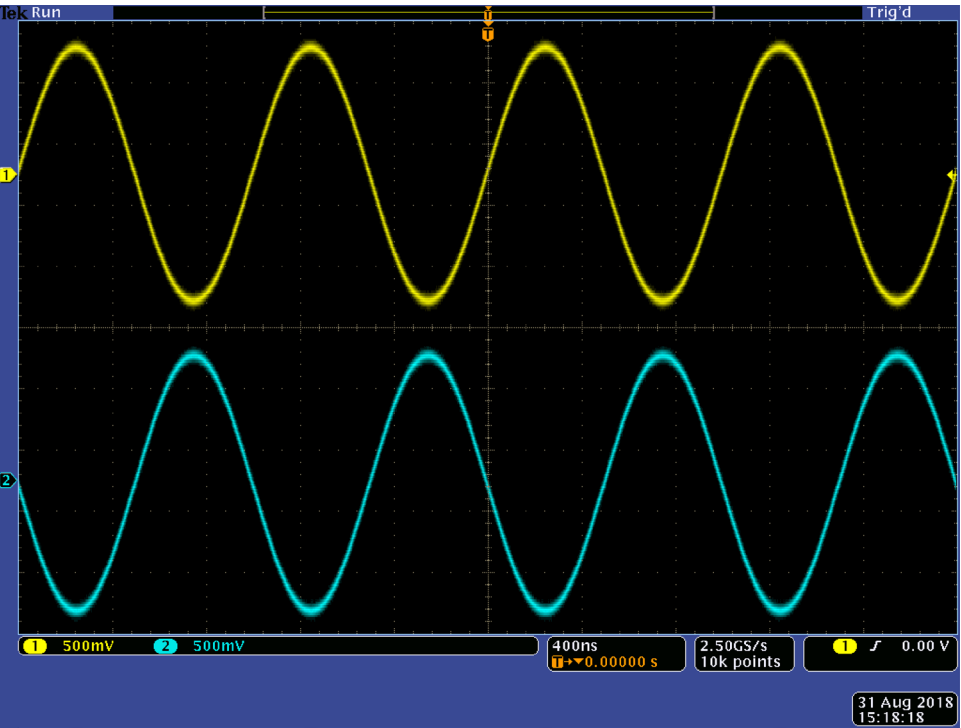 Tek Run Trig'd
T
T
1
2
1 500mV 2 500mV
400ns
T→▼0.00000 s
2.50GS/s
10k points
1 ∫ 0.00 V
31 Aug 2018
15:18:18